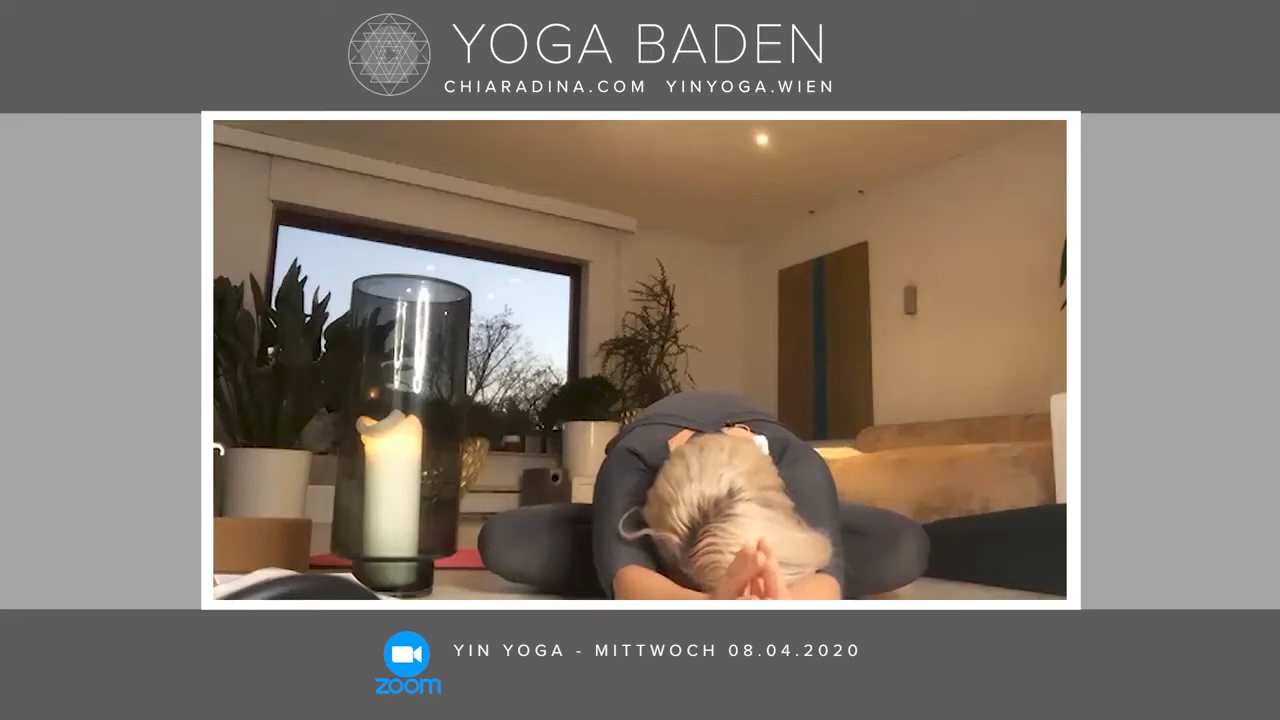 YOGA BADEN
CHIARADINA.COM YINYOGA.WIEN
YIN YOGA - MITTWOCH 08.04.2020
zoom